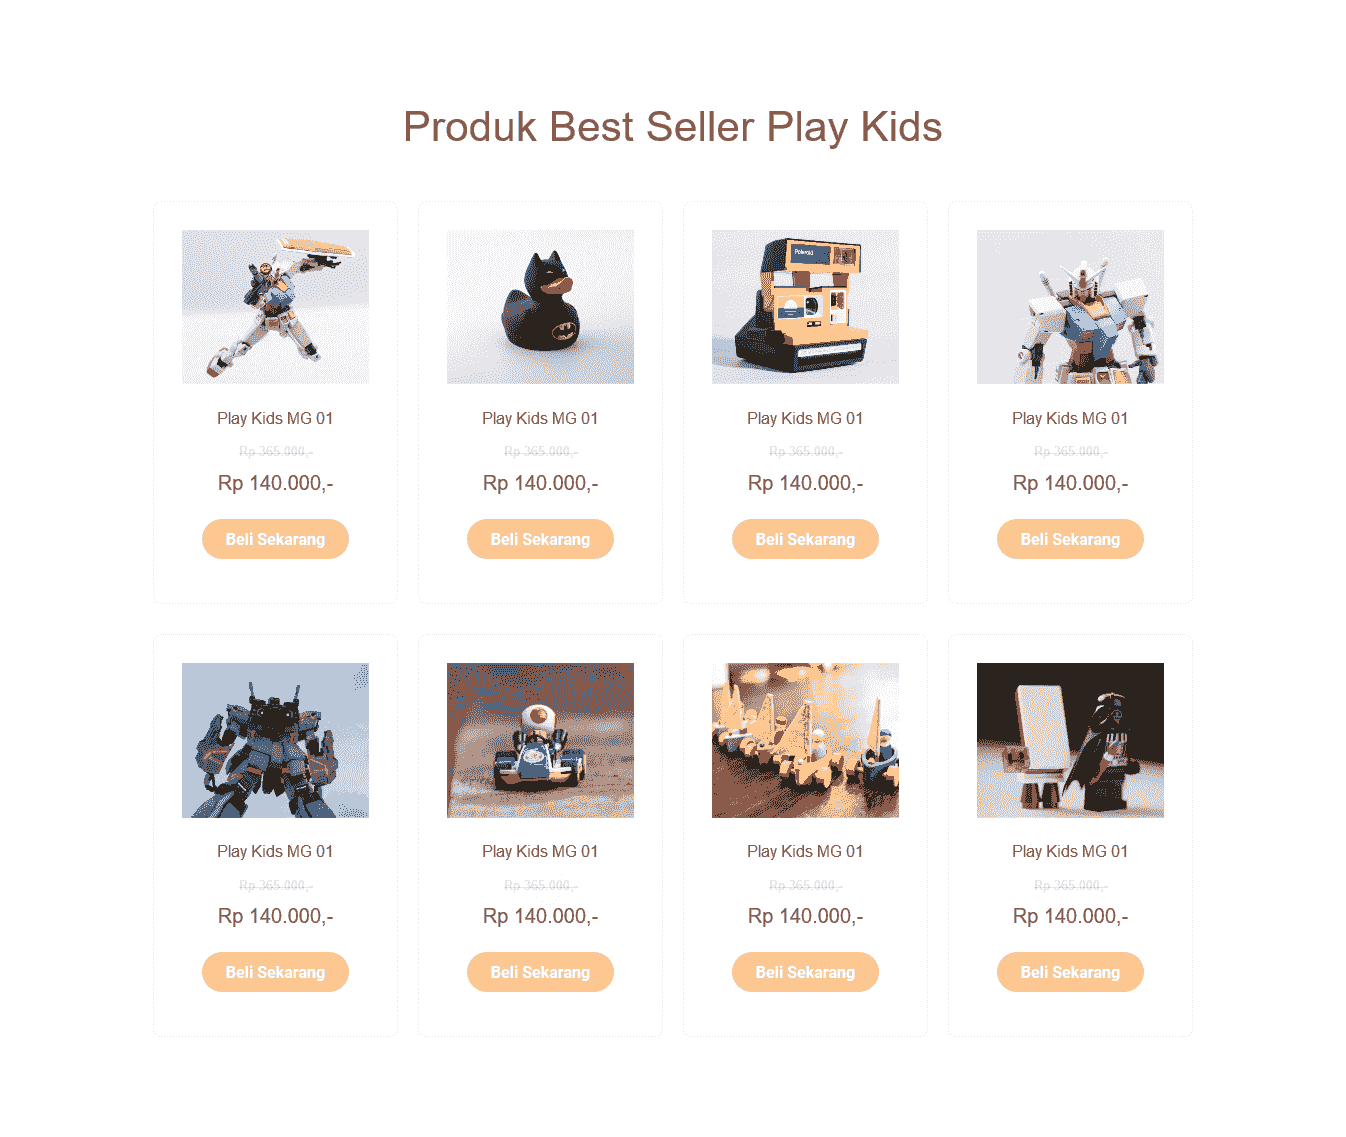 Produk Best Seller Play Kids
Polaroid
Play Kids MG 01
Rp 365.000,-
Rp 140.000,-
Beli Sekarang
Play Kids MG 01
Rp 365.000,-
Rp 140.000,-
Beli Sekarang
Play Kids MG 01
Rp 365.000,-
Rp 140.000,-
Beli Sekarang
Play Kids MG 01
Rp 365.000,-
Rp 140.000,-
Beli Sekarang
Play Kids MG 01
Rp 365.000,-
Rp 140.000,-
Beli Sekarang
Play Kids MG 01
Rp 365.000,-
Rp 140.000,-
Beli Sekarang
Play Kids MG 01
Rp 365.000,-
Rp 140.000,-
Beli Sekarang
Play Kids MG 01
Rp 365.000,-
Rp 140.000,-
Beli Sekarang